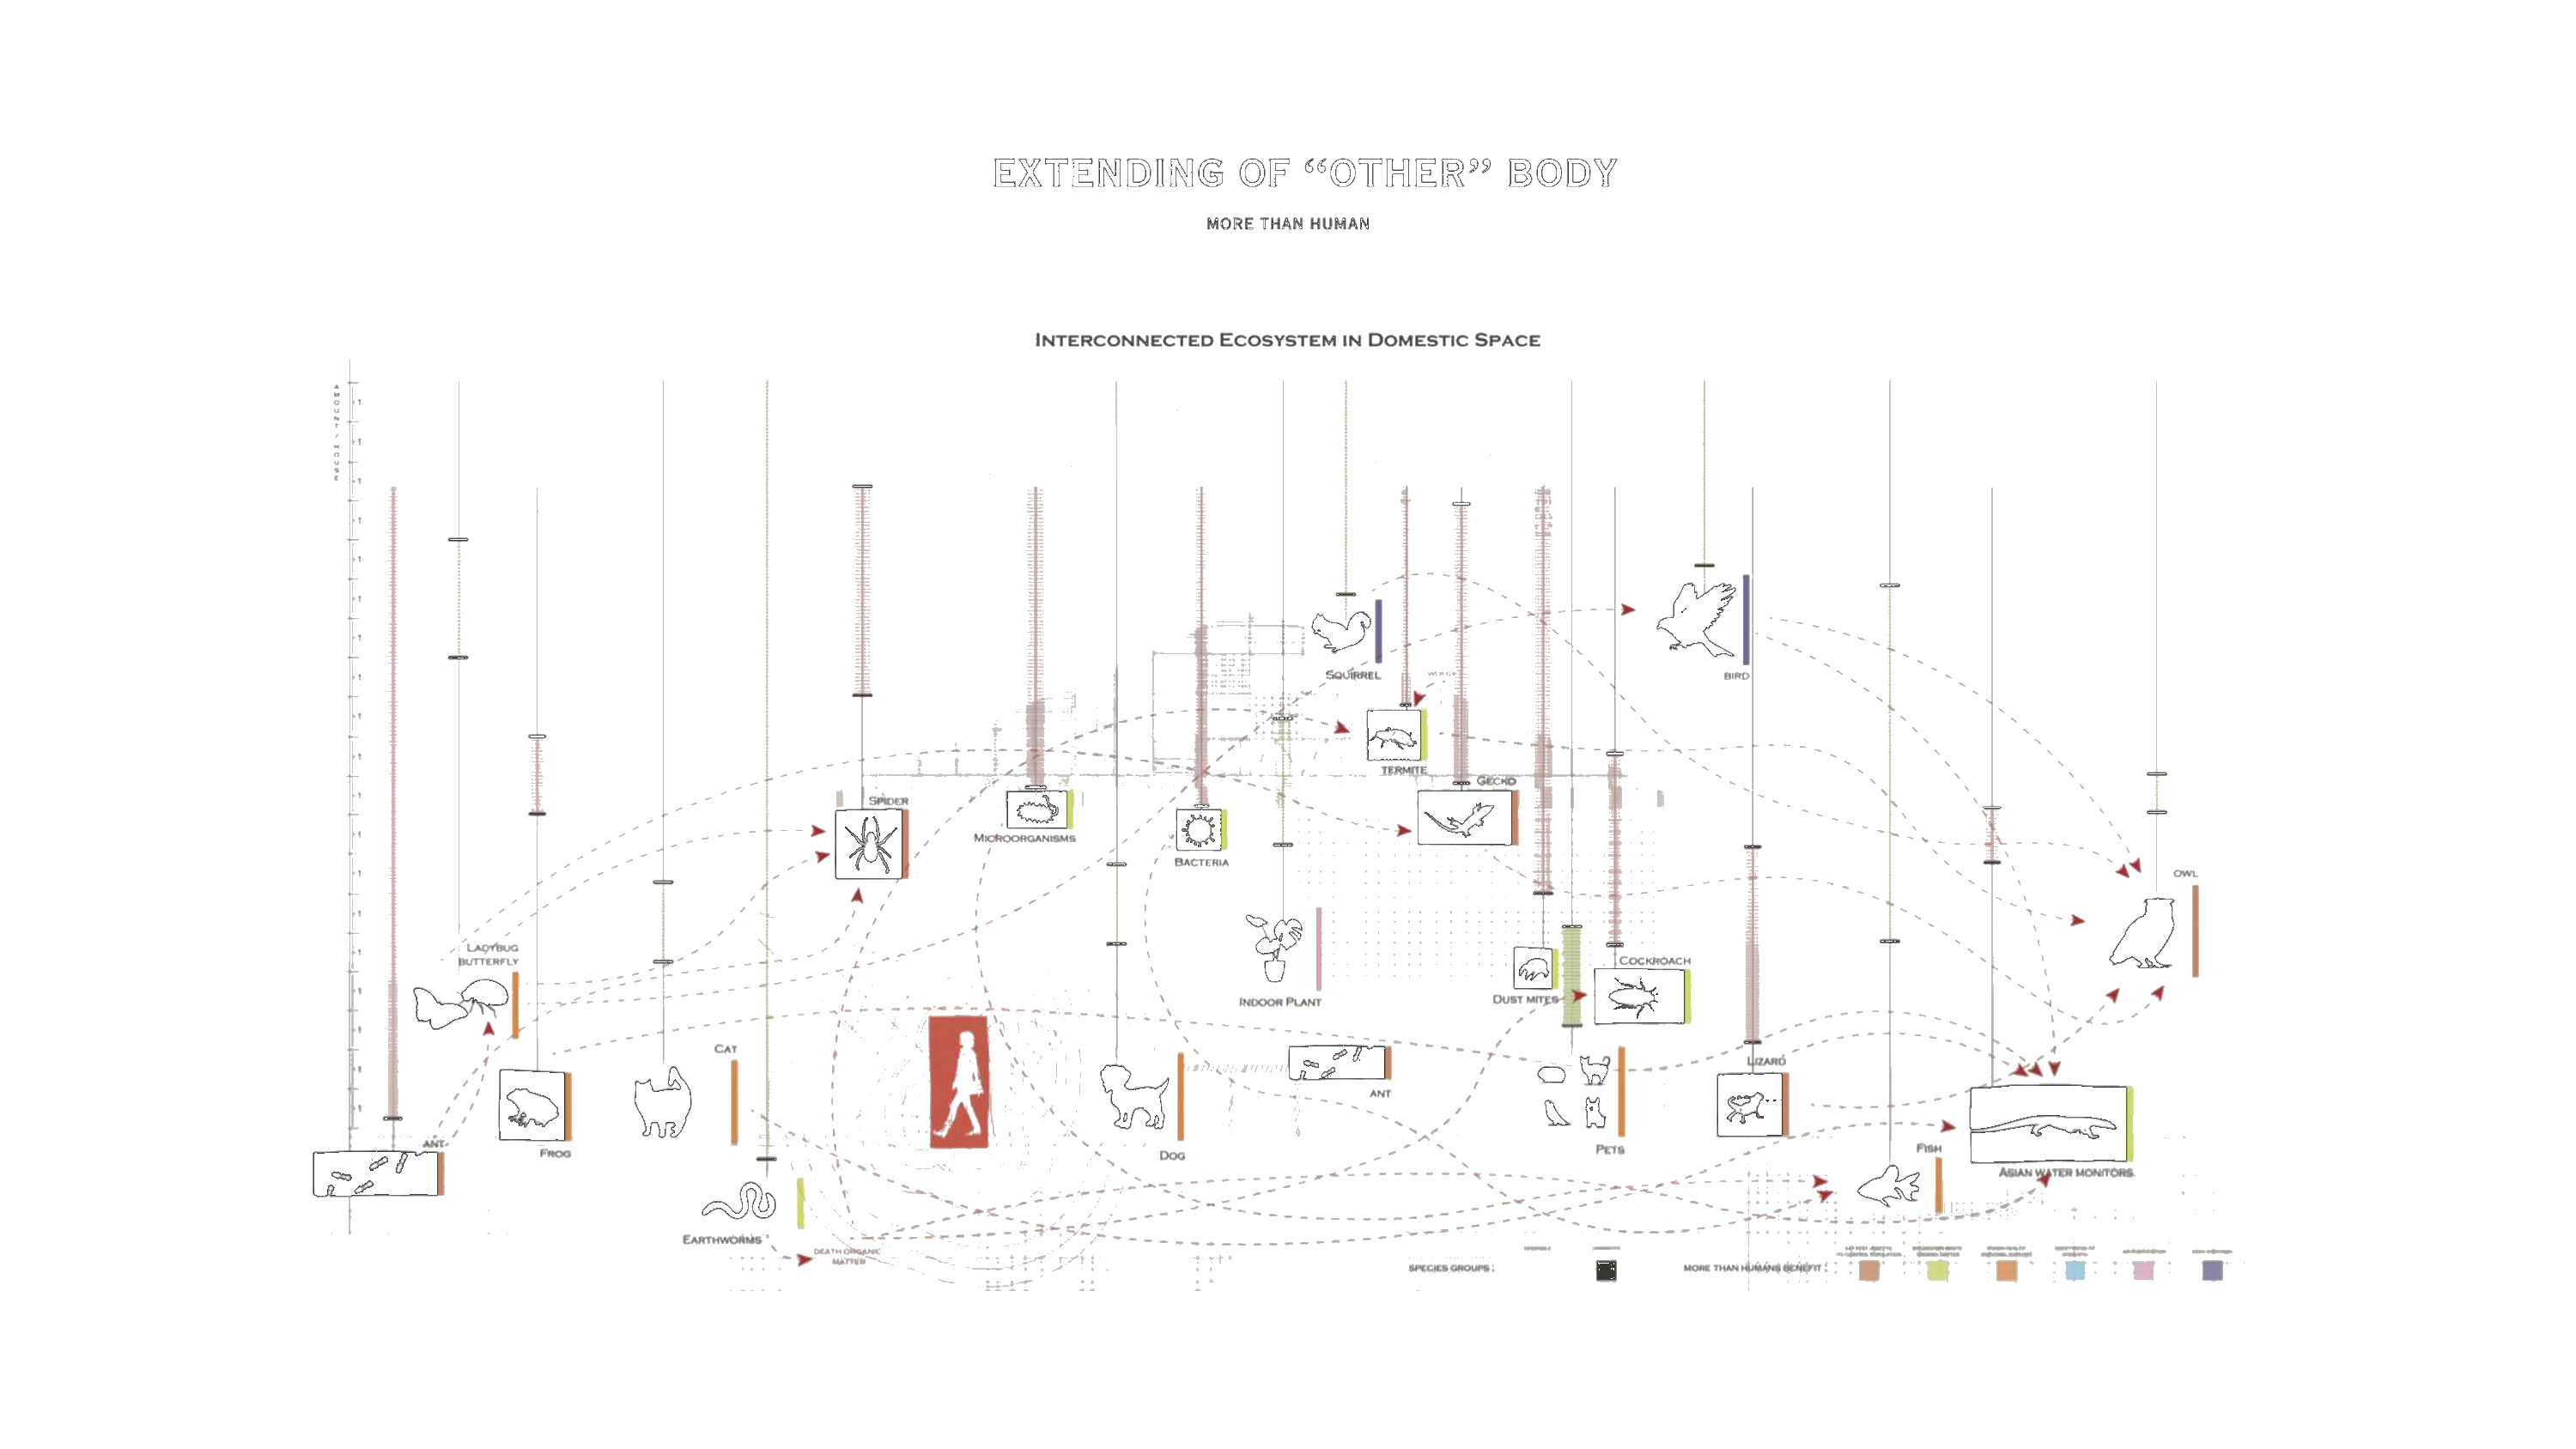 EXTENDING OF “OTHER” BODY
MORE THAN HUMAN
INTERCONNECTED ECOSYSTEM IN DOMESTIC SPACE
AMOUNT / HOUSE
SQUIRREL
BIRD
TERMITE
GECKO
SPIDER
MICROORGANISMS
BACTERIA
OWL
LADYBUG
BUTTERFLY
COCKROACH
INDOOR PLANT
DUST MITES
CAT
LIZARD
ANT
ANT
FROG
DOG
PETS
FISH
ASIAN WATER MONITORS
EARTHWORMS
DEATH ORGANIC
MATTER
SPECIES GROUPS :
MORE THAN HUMANS BENEFIT :